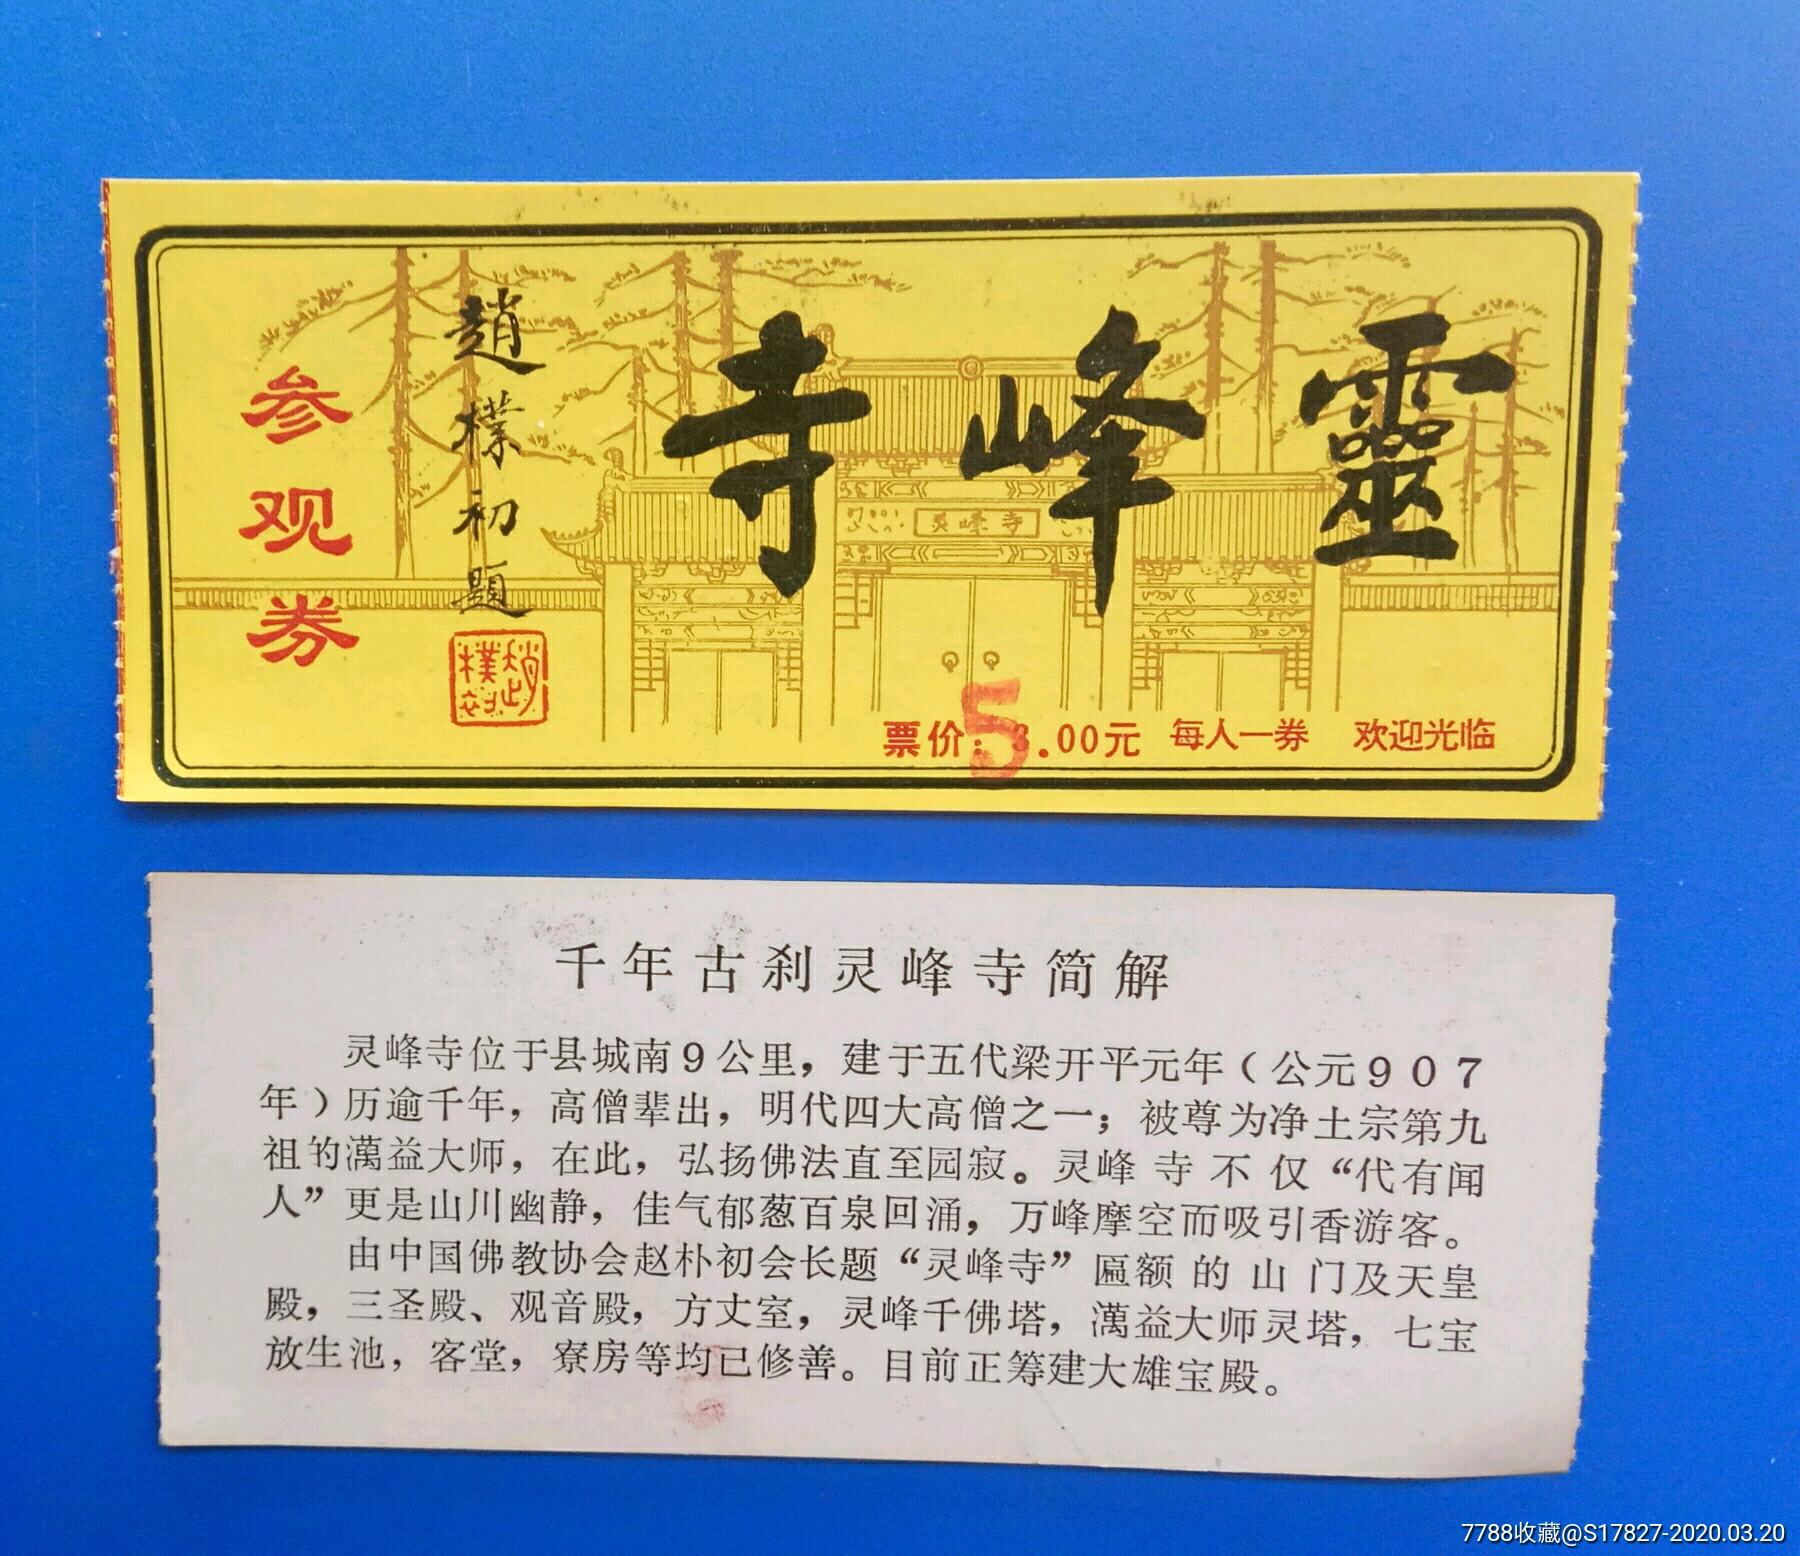 靈峰寺
趙樸初題
参观券
灵峰寺
5
票价:3.00元 每人一券 欢迎光临
千年古刹灵峰寺简解
灵峰寺位于县城南9公里，建于五代梁开平元年（公元907
年）历逾千年，高僧辈出，明代四大高僧之一；被尊为净土宗第九
祖的澫益大师，在此，弘扬佛法直至园寂。灵峰寺不仅“代有闻
人”更是山川幽静，佳气郁葱百泉回涌，万峰摩空而吸引香游客。
由中国佛教协会赵朴初会长题“灵峰寺”匾额的山门及天皇
殿，三圣殿、观音殿，方丈室，灵峰千佛塔，澫益大师灵塔，七宝
放生池，客堂，寮房等均已修善。目前正筹建大雄宝殿。
7788收藏@S17827-2020.03.20